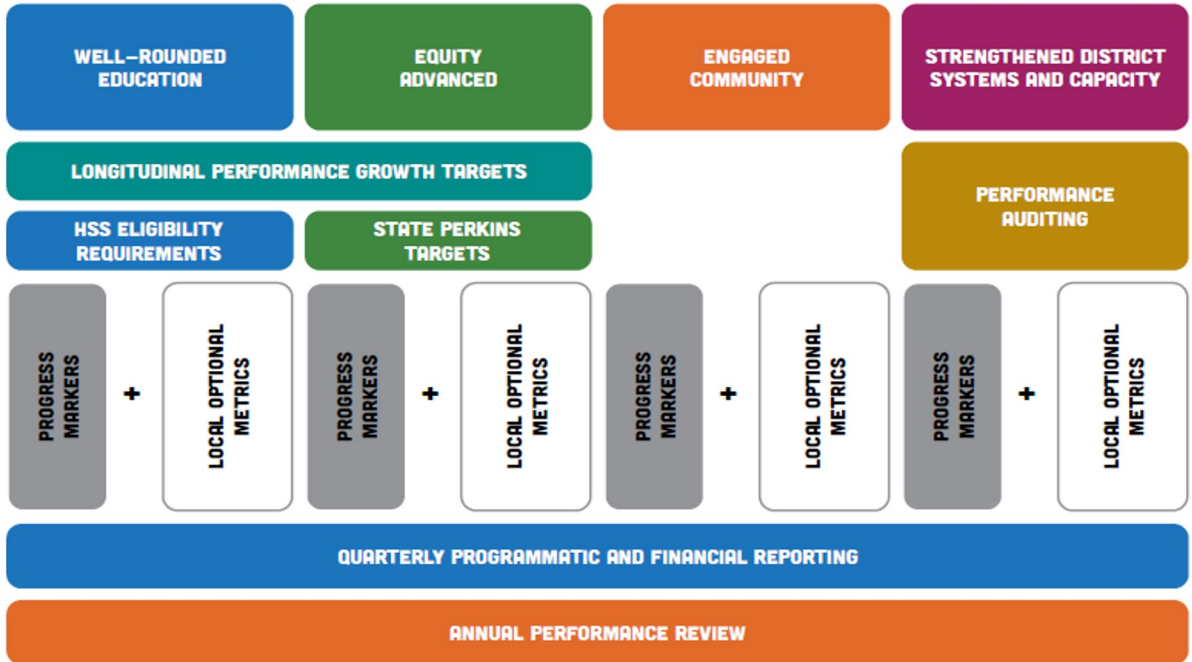 WELL-ROUNDED
EDUCATION
EQUITY
ADVANCED
ENGAGED
COMMUNITY
STRENGTHENED DISTRICT
SYSTEMS AND CAPACITY
LONGITUDINAL PERFORMANCE GROWTH TARGETS
PERFORMANCE
AUDITING
HSS ELIGIBILITY
REQUIREMENTS
STATE PERKINS
TARGETS
PROGRESS
MARKERS
+
LOCAL OPTIONAL
METRICS
PROGRESS
MARKERS
+
LOCAL OPTIONAL
METRICS
PROGRESS
MARKERS
+
LOCAL OPTIONAL
METRICS
PROGRESS
MARKERS
+
LOCAL OPTIONAL
METRICS
QUARTERLY PROGRAMMATIC AND FINANCIAL REPORTING
ANNUAL PERFORMANCE REVIEW